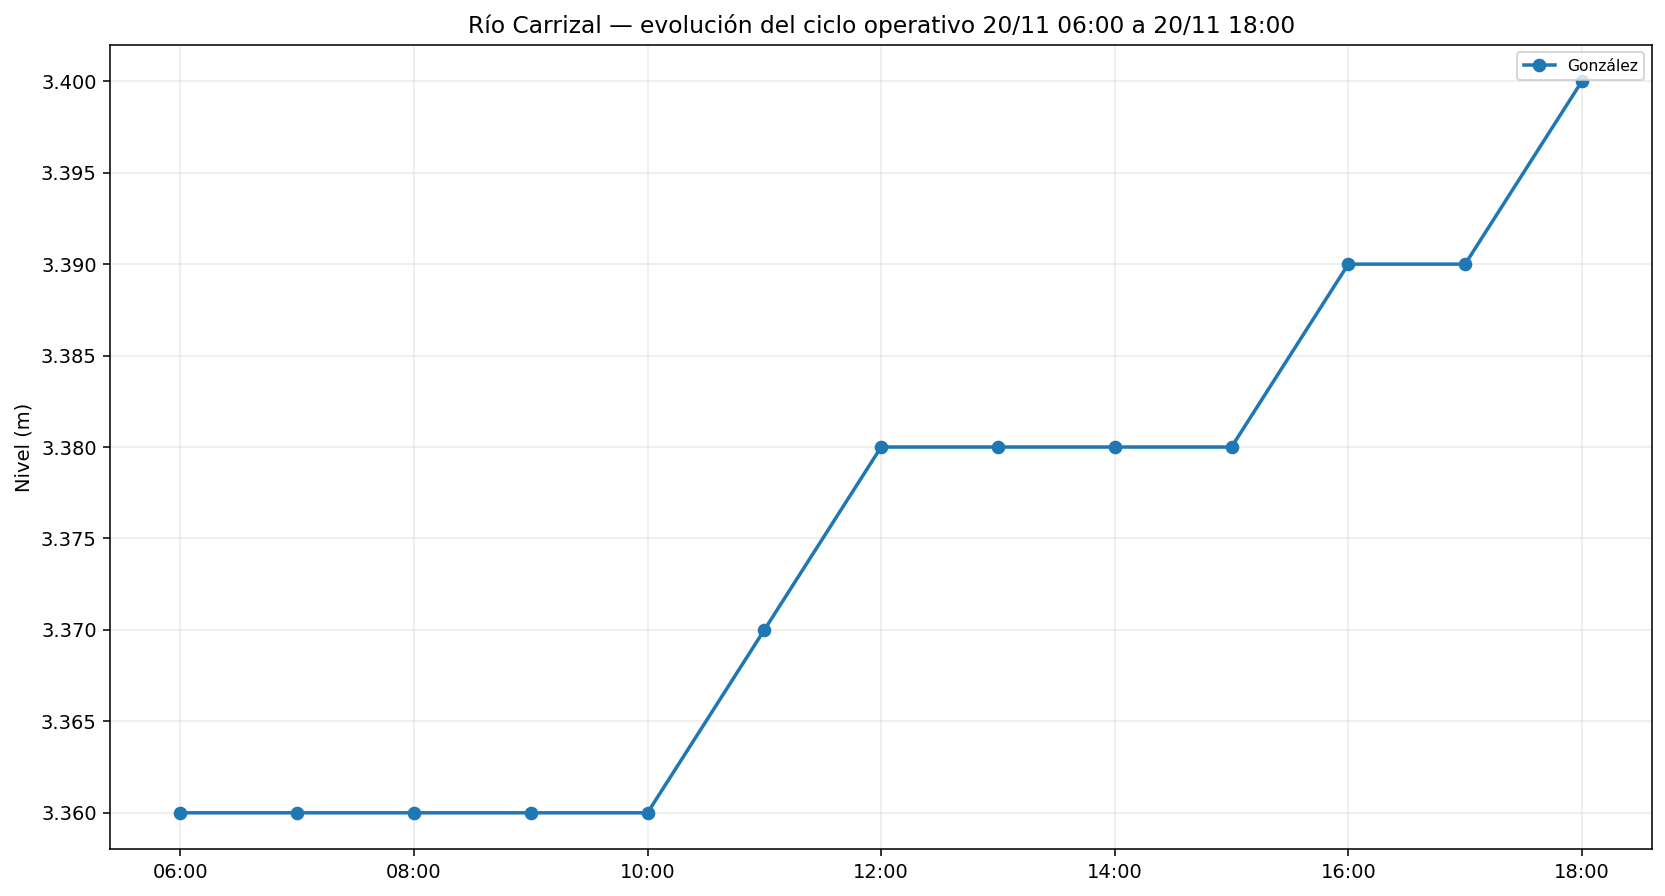 Río Carrizal — evolución del ciclo operativo 20/11 06:00 a 20/11 18:00
González
Nivel (m)
3.400
3.395
3.390
3.385
3.380
3.375
3.370
3.365
3.360
06:00 08:00 10:00 12:00 14:00 16:00 18:00